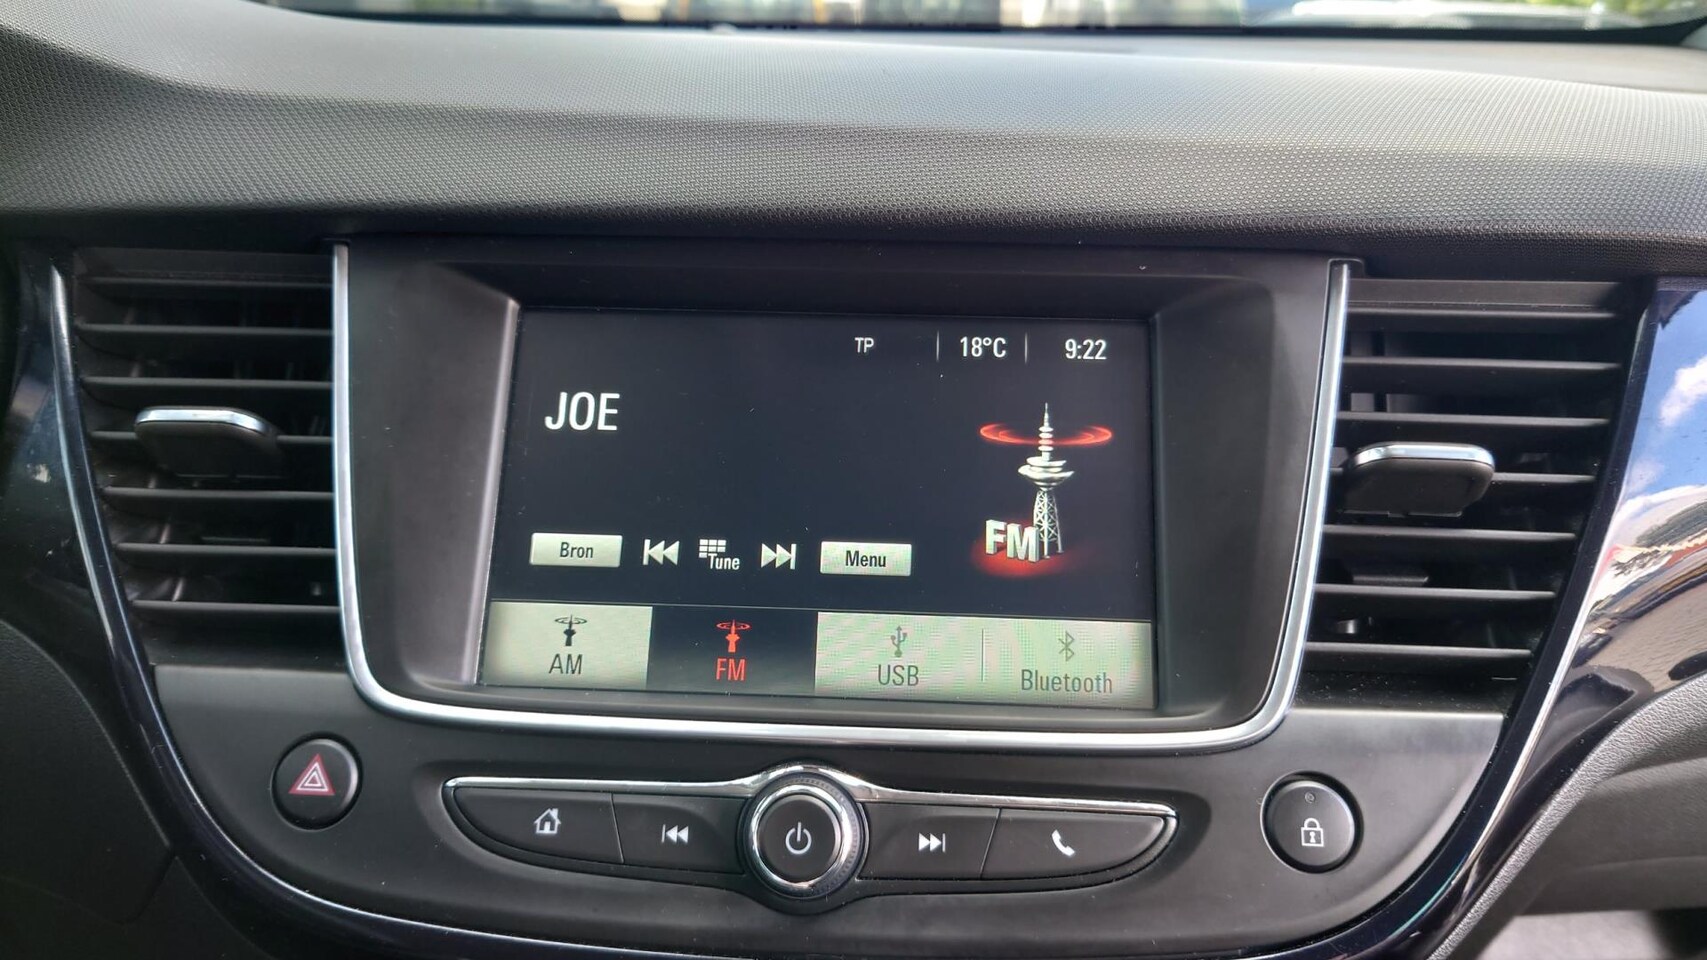 TP 18°C 9:22
JOE
FM
Bron Tune Menu
AM FM USB Bluetooth